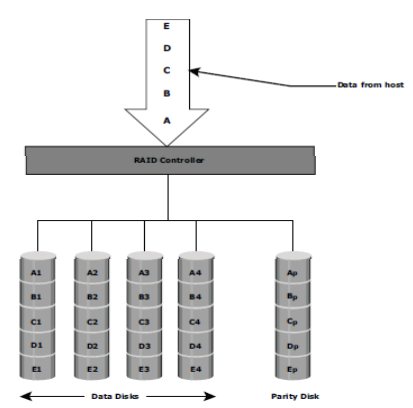 E
D
C
B
A
Data from host
RAID Controller
A1 A2 A3 A4 Ap
B1 B2 B3 B4 Bp
C1 C2 C3 C4 Cp
D1 D2 D3 D4 Dp
E1 E2 E3 E4 Ep
Data Disks Parity Disk